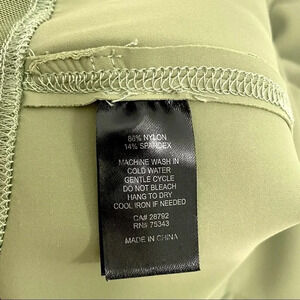 86% NYLON
14% SPANDEX
MACHINE WASH IN
COLD WATER
GENTLE CYCLE
DO NOT BLEACH
HANG TO DRY
COOL IRON IF NEEDED
CA# 28792
RN# 75343
MADE IN CHINA